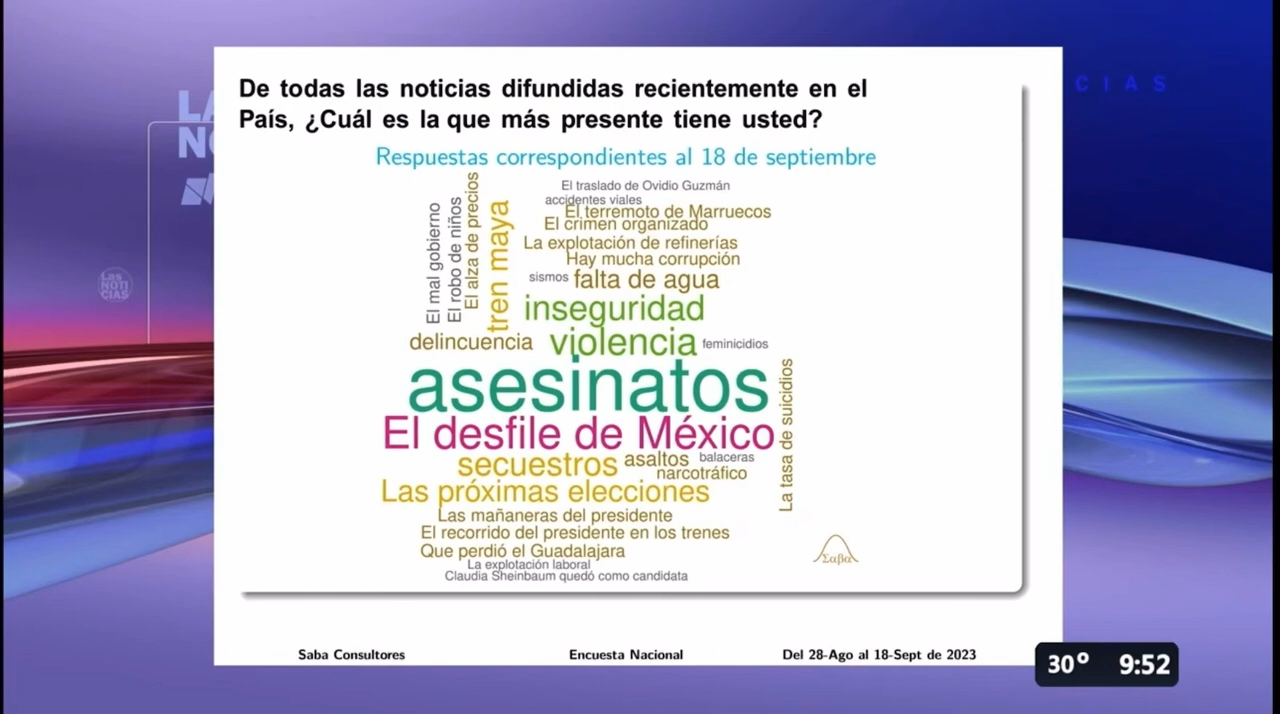 De todas las noticias difundidas recientemente en el
País, ¿Cuál es la que más presente tiene usted?
CIAS
Respuestas correspondientes al 18 de septiembre
El mal gobierno
El robo de niños
El alza de precios
tren maya
El traslado de Ovidio Guzmán
accidentes viales
El terremoto de Marruecos
El crimen organizado
La explotación de refinerías
Hay mucha corrupción
sismos falta de agua
inseguridad
delincuencia violencia feminicidios
asesinatos
La tasa de suicidios
El desfile de México
secuestros asaltos balaceras
narcotráfico
Las próximas elecciones
Las mañaneras del presidente
El recorrido del presidente en los trenes
Que perdió el Guadalajara
La explotación laboral
Claudia Sheinbaum quedó como candidata
Σαβα
Las
NOTI
CIAS
Saba Consultores Encuesta Nacional Del 28-Ago al 18-Sept de 2023
30° 9:52